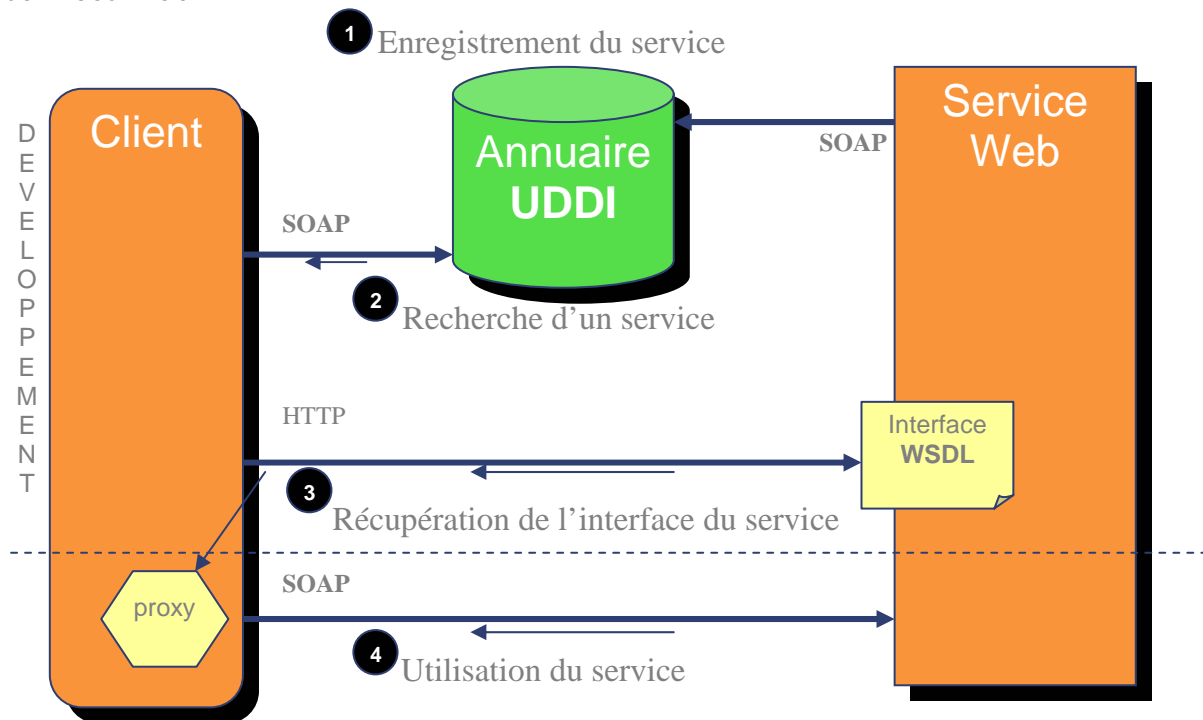 1
Enregistrement du service
Client
Annuaire
UDDI
Service
Web
SOAP
DEVELOPPEMENT
SOAP
2
Recherche d’un service
HTTP
Interface
WSDL
3
Récupération de l’interface du service
proxy
SOAP
4
Utilisation du service